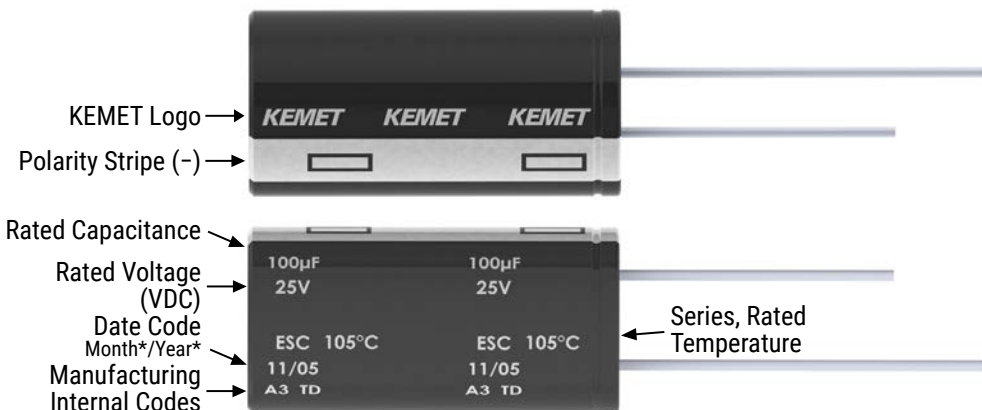 KEMET Logo
KEMET KEMET KEMET
Polarity Stripe (-)
Rated Capacitance
100µF 100µF
Rated Voltage
(VDC)
25V 25V
Date Code
Month*/Year*
ESC 105°C ESC 105°C
Series, Rated
Temperature
11/05 11/05
Manufacturing
Internal Codes
A3 TD A3 TD